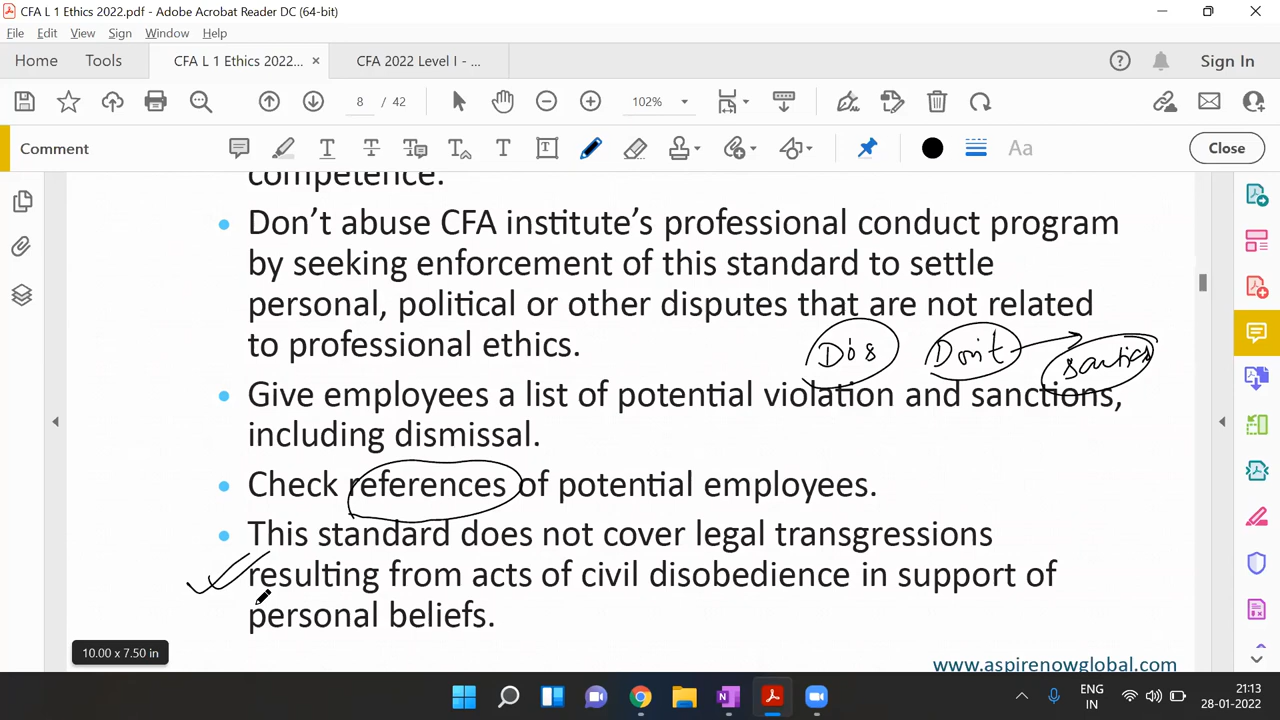 CFA L 1 Ethics 2022.pdf - Adobe Acrobat Reader DC (64-bit)
File Edit View Sign Window Help
Home Tools CFA L 1 Ethics 2022... × CFA 2022 Level I - ... Sign In
8 / 42 102%
Comment T T T T T Aa Close
competence.
Don't abuse CFA institute's professional conduct program
by seeking enforcement of this standard to settle
personal, political or other disputes that are not related
to professional ethics.
Do's Don't
Give employees a list of potential violation and sanctions,
including dismissal.
Check references of potential employees.
This standard does not cover legal transgressions
resulting from acts of civil disobedience in support of
personal beliefs.
10.00 x 7.50 in
www.aspirenowglobal.com
ENG
IN
21:13
28-01-2022